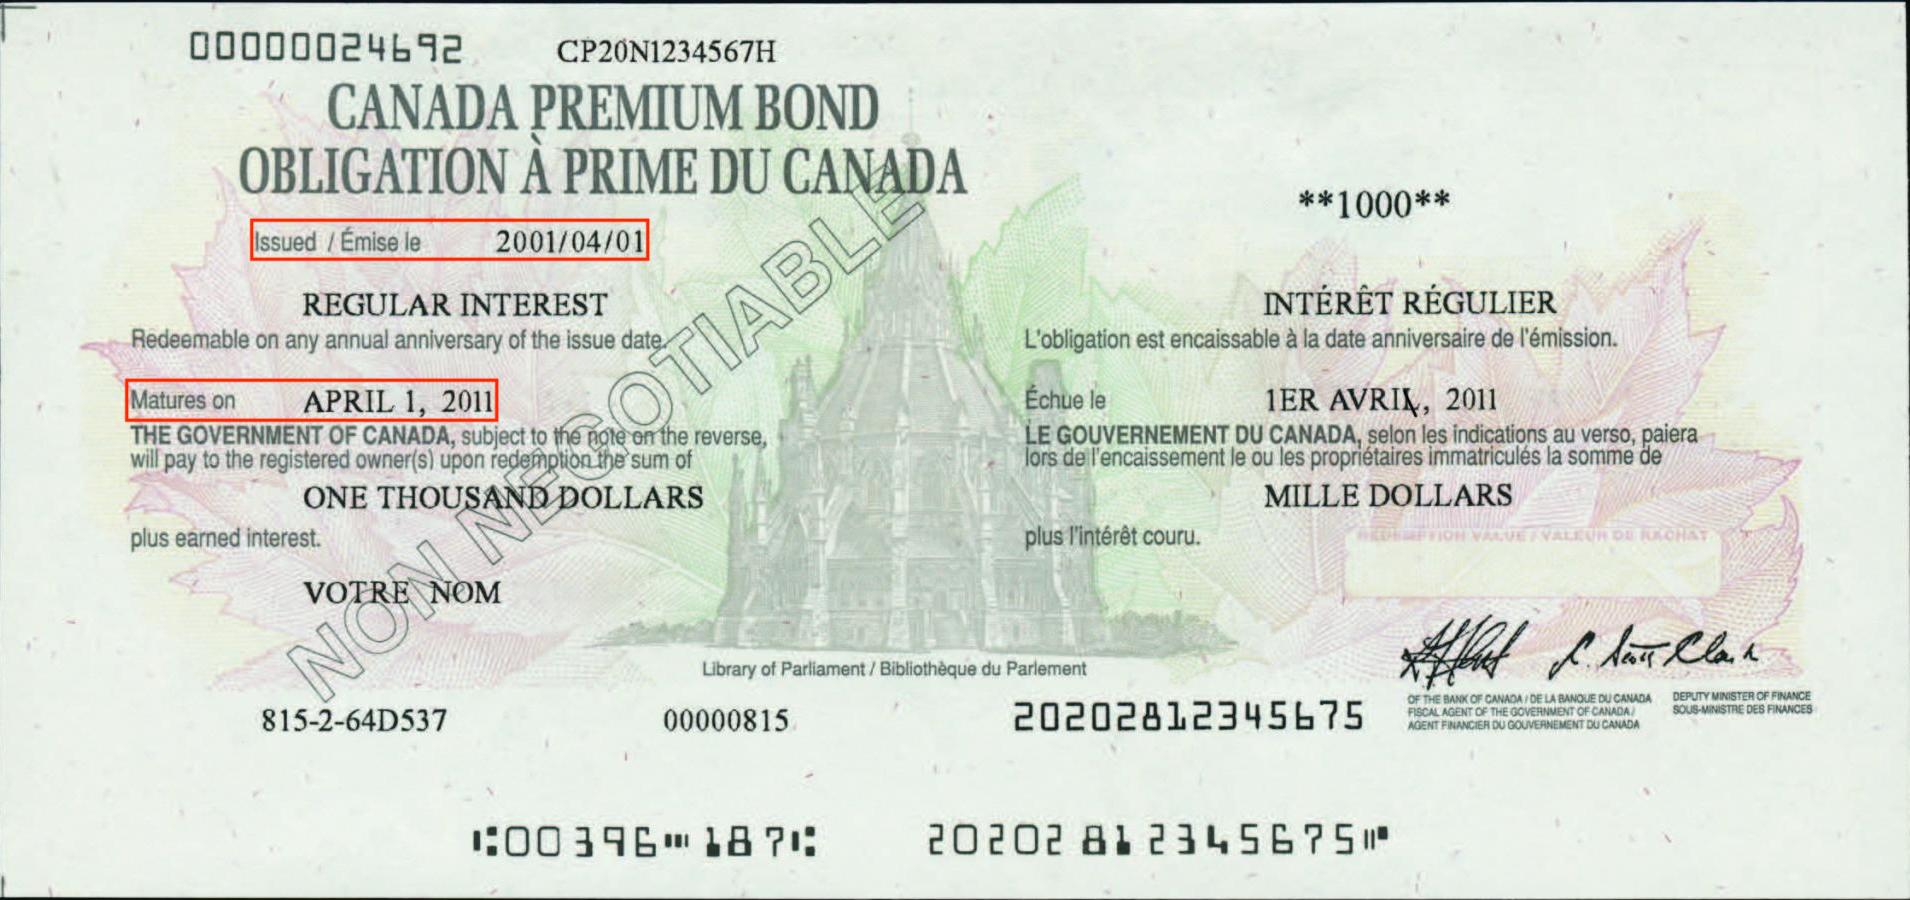 00000024692 CP20N1234567H
CANADA PREMIUM BOND
OBLIGATION À PRIME DU CANADA
**1000**
Issued / Émise le 2001/04/01
REGULAR INTEREST
Redeemable on any annual anniversary of the issue date.
Matures on APRIL 1, 2011
THE GOVERNMENT OF CANADA, subject to the note on the reverse,
will pay to the registered owner(s) upon redemption the sum of
ONE THOUSAND DOLLARS
plus earned interest.
VOTRE NOM
INTÉRÊT RÉGULIER
L'obligation est encaissable à la date anniversaire de l'émission.
Échue le 1ER AVRIL, 2011
LE GOUVERNEMENT DU CANADA, selon les indications au verso, paiera
lors de l'encaissement le ou les propriétaires immatriculés la somme de
MILLE DOLLARS
plus l'intérêt couru.
REDEMPTION VALUE / VALEUR DE RACHAT
NON NEGOTIABLE
Library of Parliament / Bibliothèque du Parlement
815-2-64D537 00000815 20202812345675
OF THE BANK OF CANADA / DE LA BANQUE DU CANADA
FISCAL AGENT OF THE GOVERNMENT OF CANADA /
AGENT FINANCIER DU GOUVERNEMENT DU CANADA
DEPUTY MINISTER OF FINANCE
SOUS-MINISTRE DES FINANCES
⑆00396⑉187⑆ 20202812345675⑈